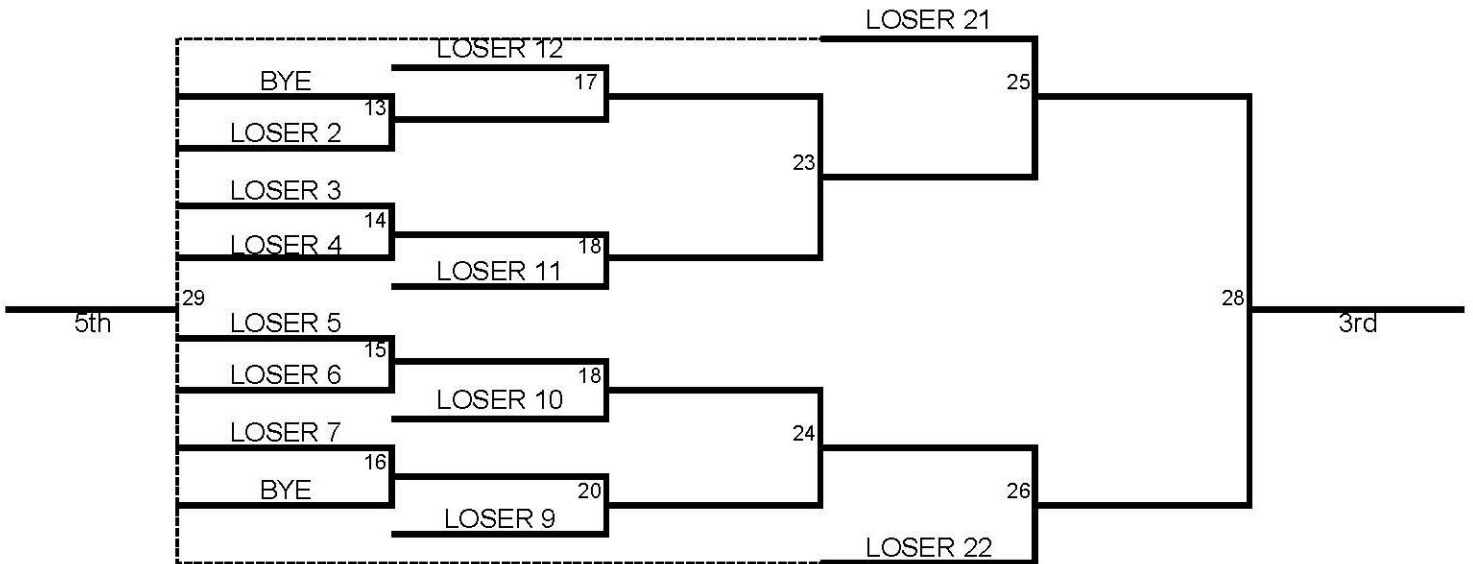 LOSER 21
LOSER 12
BYE
17
25
13
LOSER 2
23
LOSER 3
14
LOSER 4
18
LOSER 11
29
28
5th
LOSER 5
3rd
15
LOSER 6
18
LOSER 10
LOSER 7
24
16
BYE
20
26
LOSER 9
LOSER 22